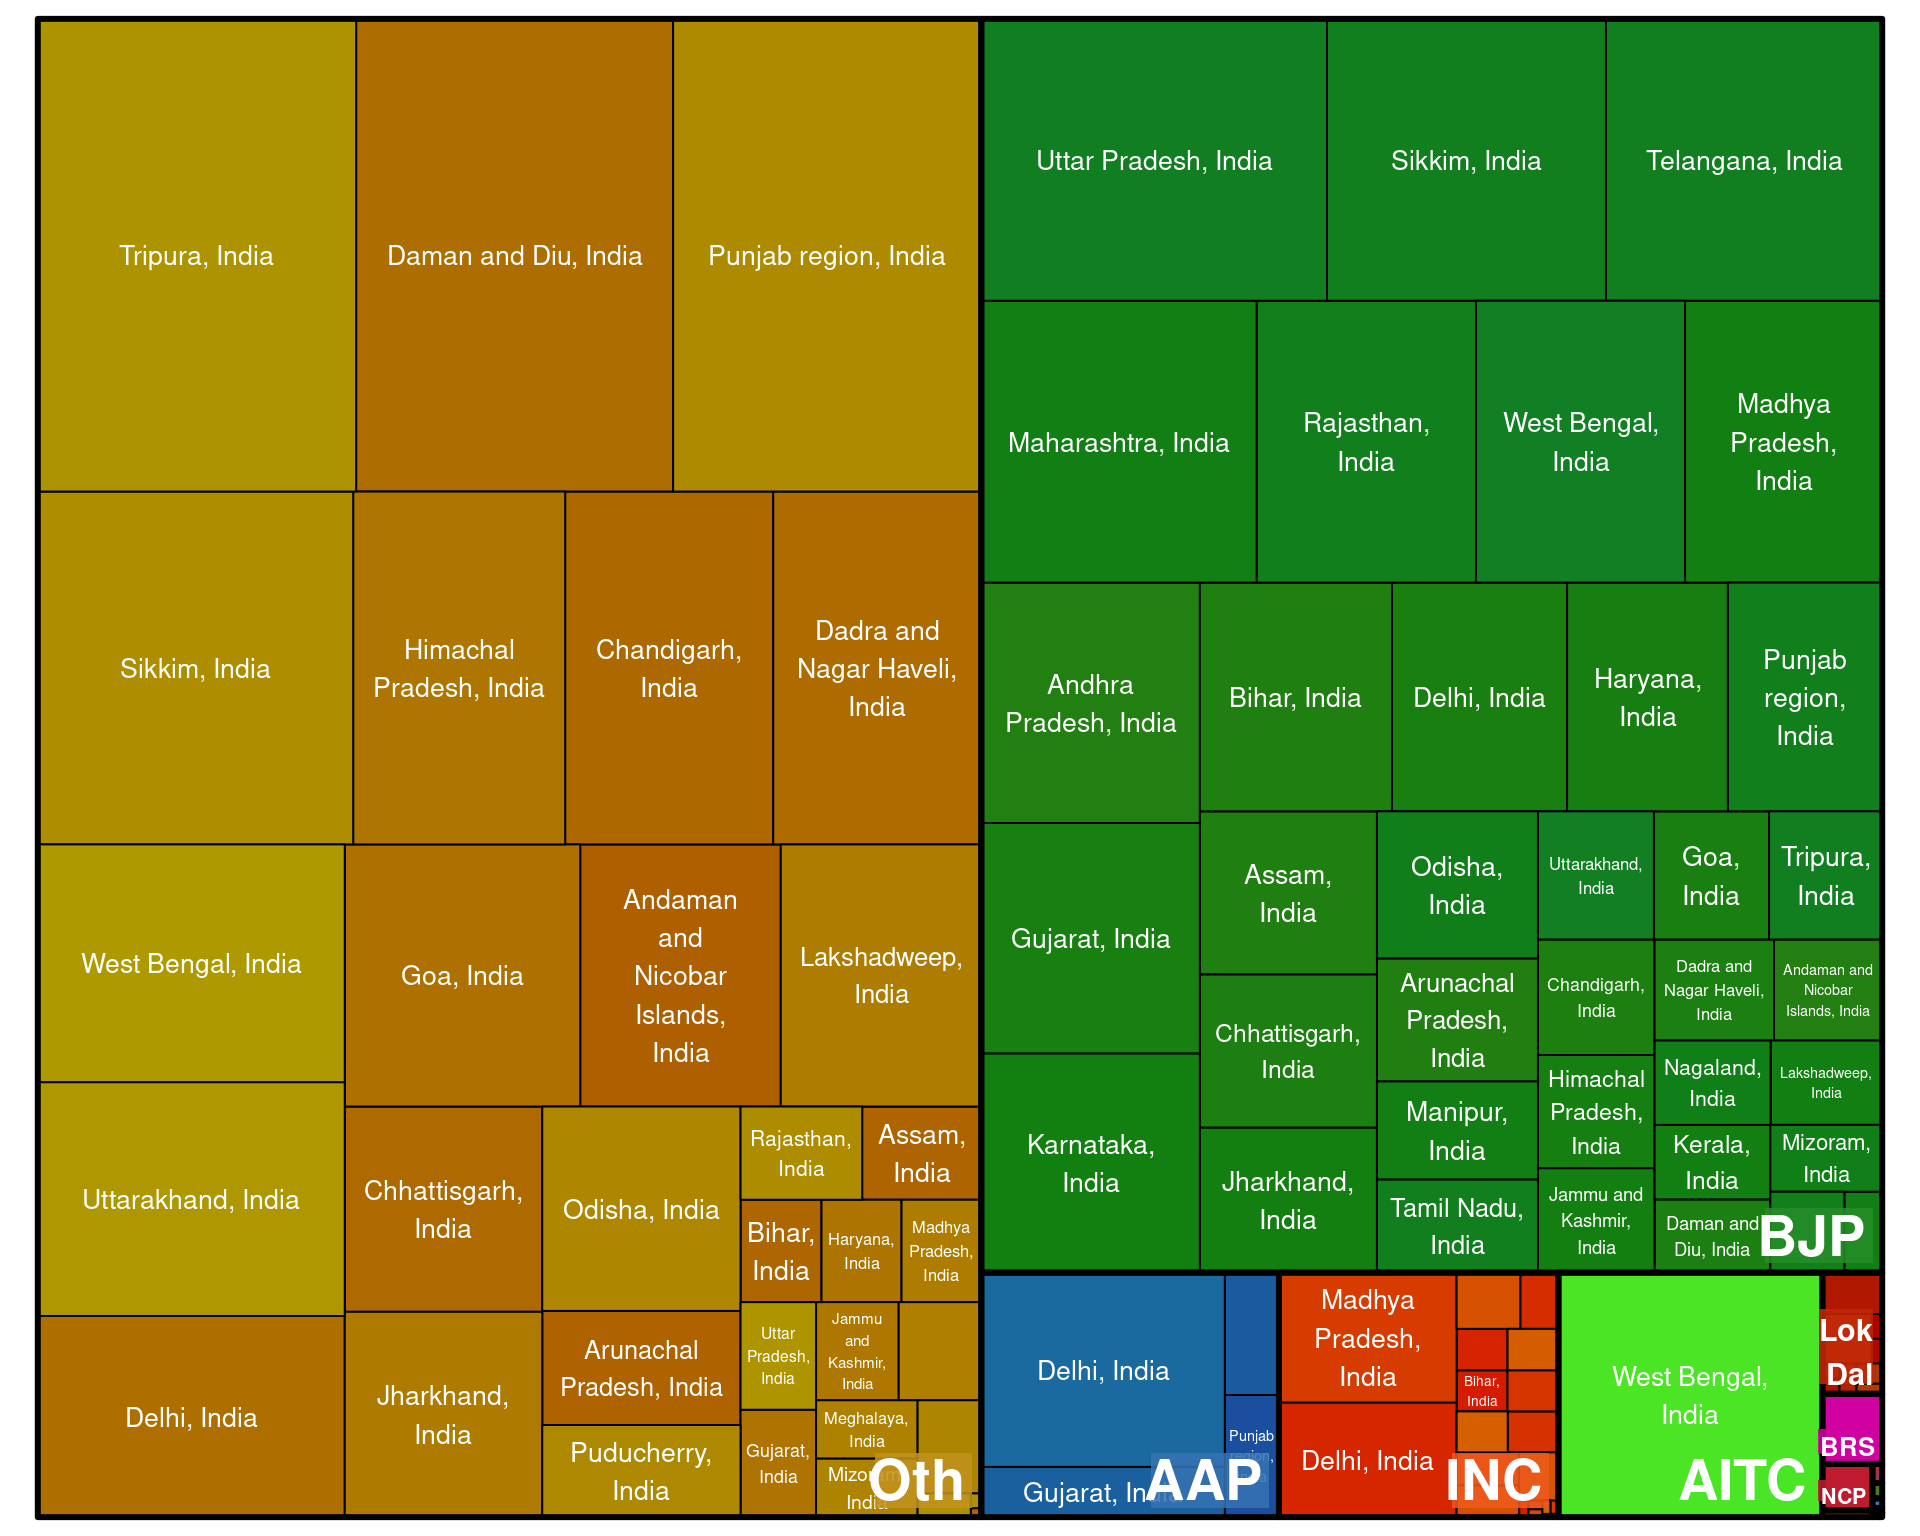 Tripura, India
Daman and Diu, India
Punjab region, India
Sikkim, India
Himachal
Pradesh, India
Chandigarh,
India
Dadra and
Nagar Haveli,
India
West Bengal, India
Goa, India
Andaman
and
Nicobar
Islands,
India
Lakshadweep,
India
Uttarakhand, India
Delhi, India
Chhattisgarh,
India
Jharkhand,
India
Odisha, India
Arunachal
Pradesh, India
Puducherry,
India
Rajasthan,
India
Assam,
India
Bihar,
India
Haryana,
India
Madhya
Pradesh,
India
Uttar
Pradesh,
India
Jammu
and
Kashmir,
India
Gujarat,
India
Meghalaya,
India
Mizoram,
India
Oth
Uttar Pradesh, India
Sikkim, India
Telangana, India
Maharashtra, India
Rajasthan,
India
West Bengal,
India
Madhya
Pradesh,
India
Andhra
Pradesh, India
Bihar, India
Delhi, India
Haryana,
India
Punjab
region,
India
Gujarat, India
Karnataka,
India
Assam,
India
Chhattisgarh,
India
Jharkhand,
India
Odisha,
India
Arunachal
Pradesh,
India
Manipur,
India
Tamil Nadu,
India
Uttarakhand,
India
Goa,
India
Tripura,
India
Chandigarh,
India
Dadra and
Nagar Haveli,
India
Andaman and
Nicobar
Islands, India
Himachal
Pradesh,
India
Nagaland,
India
Lakshadweep,
India
Kerala,
India
Mizoram,
India
Jammu and
Kashmir,
India
Daman and
Diu, India
BJP
Delhi, India
Gujarat, India
Punjab
region,
AAP
Madhya
Pradesh,
India
Delhi, India
Bihar,
India
INC
West Bengal,
India
AITC
Lok
Dal
BRS
NCP